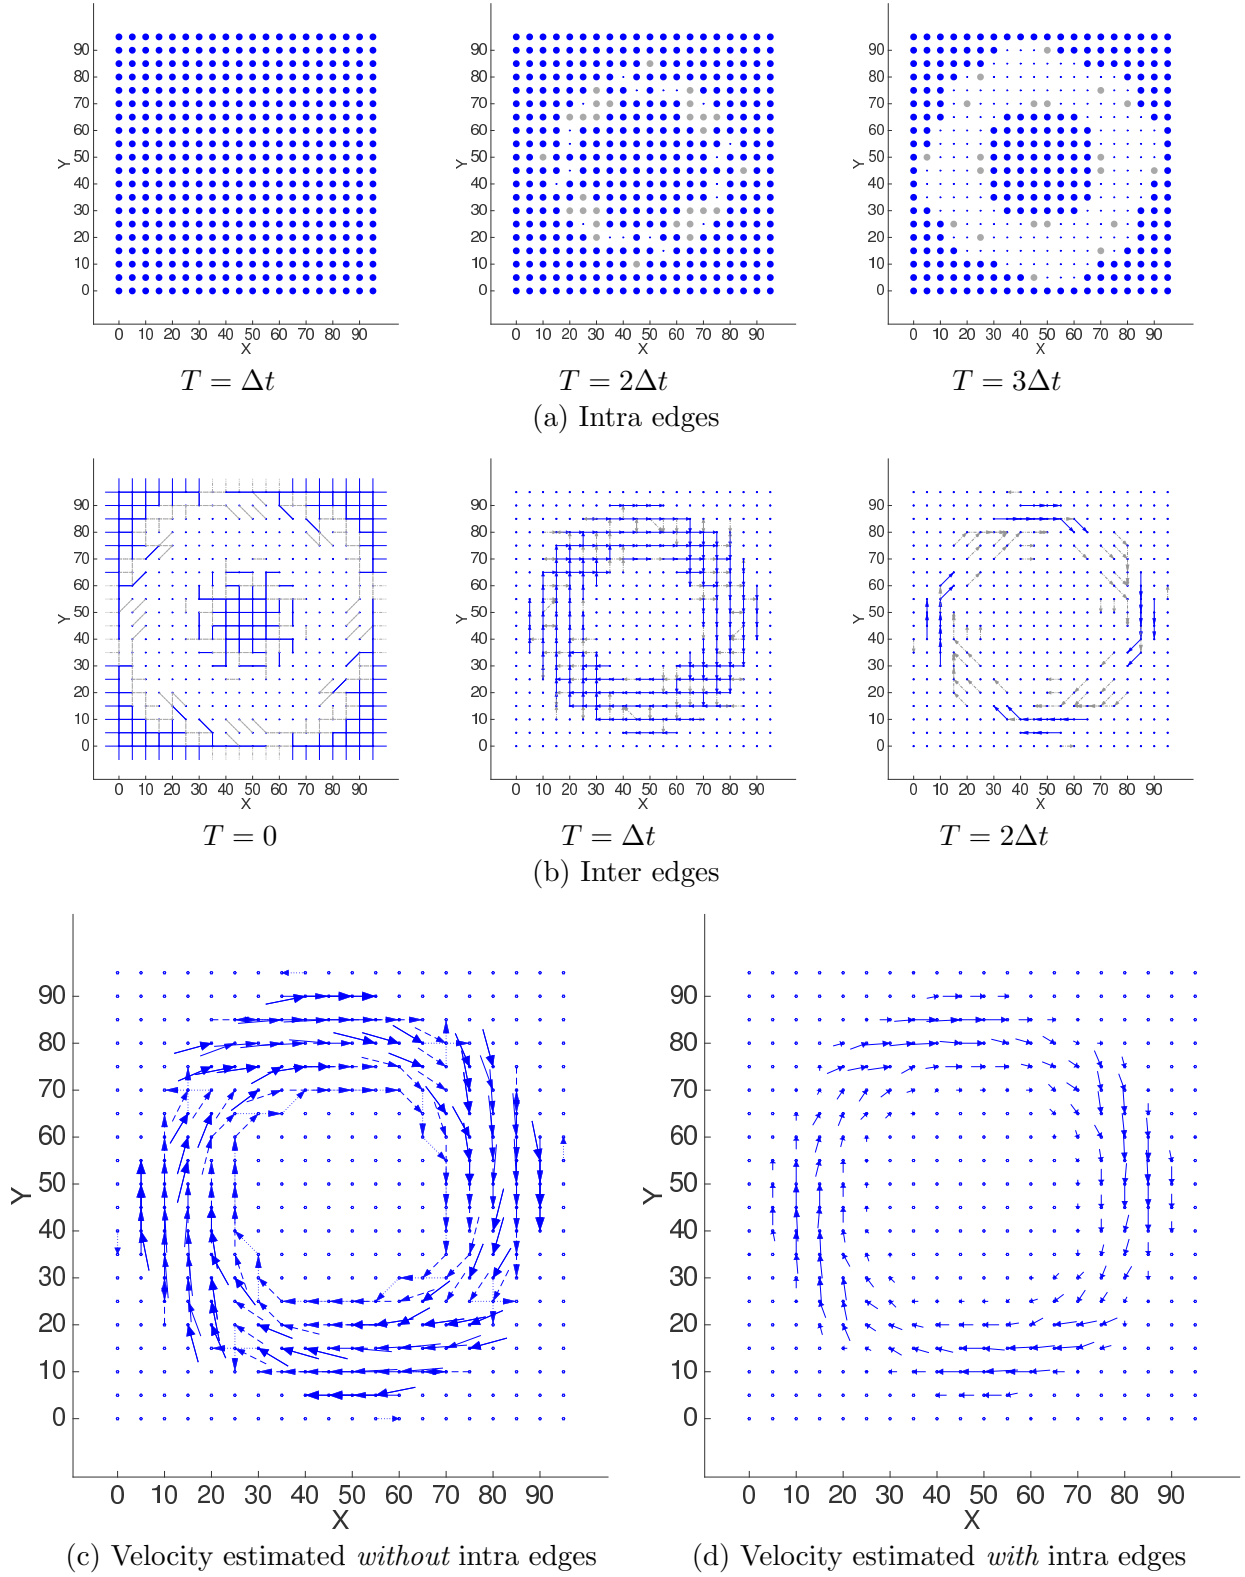 90
80
70
60
50
40
30
20
10
0
Y
0 10 20 30 40 50 60 70 80 90
X
T = Δt
90
80
70
60
50
40
30
20
10
0
Y
0 10 20 30 40 50 60 70 80 90
X
T = 2Δt
90
80
70
60
50
40
30
20
10
0
Y
0 10 20 30 40 50 60 70 80 90
X
T = 3Δt
(a) Intra edges
90
80
70
60
50
40
30
20
10
0
Y
0 10 20 30 40 50 60 70 80 90
X
T = 0
90
80
70
60
50
40
30
20
10
0
Y
0 10 20 30 40 50 60 70 80 90
X
T = Δt
90
80
70
60
50
40
30
20
10
0
Y
0 10 20 30 40 50 60 70 80 90
X
T = 2Δt
(b) Inter edges
90
80
70
60
50
40
30
20
10
0
Y
0 10 20 30 40 50 60 70 80 90
X
(c) Velocity estimated without intra edges
90
80
70
60
50
40
30
20
10
0
Y
0 10 20 30 40 50 60 70 80 90
X
(d) Velocity estimated with intra edges